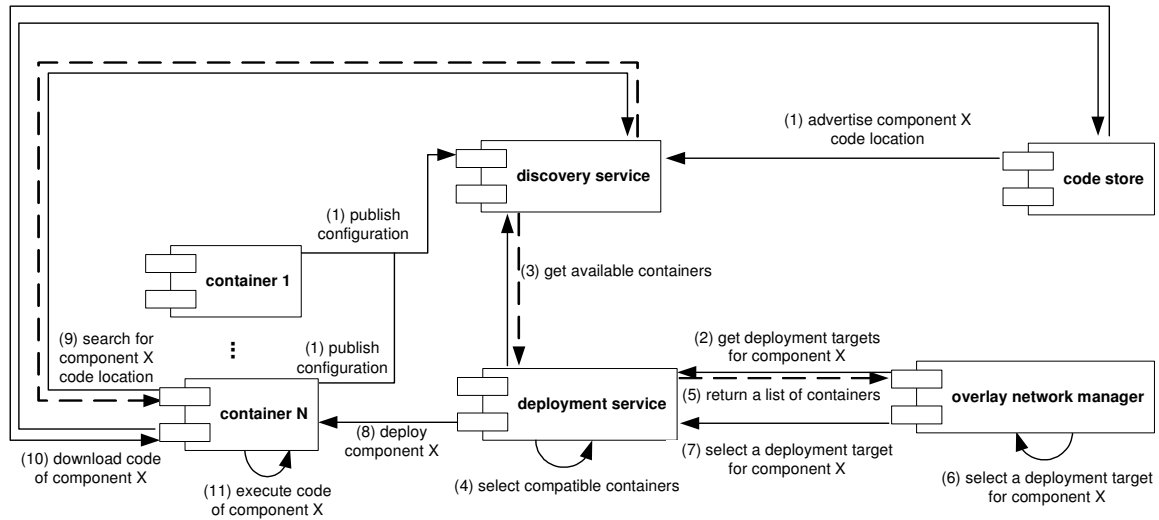 (1) advertise component X
code location
discovery service
code store
(1) publish
configuration
container 1
(3) get available containers
(9) search for
component X
code location
...
(1) publish
configuration
(2) get deployment targets
for component X
container N
deployment service
(5) return a list of containers
overlay network manager
(8) deploy
component X
(7) select a deployment target
for component X
(10) download code
of component X
(11) execute code
of component X
(4) select compatible containers
(6) select a deployment target
for component X